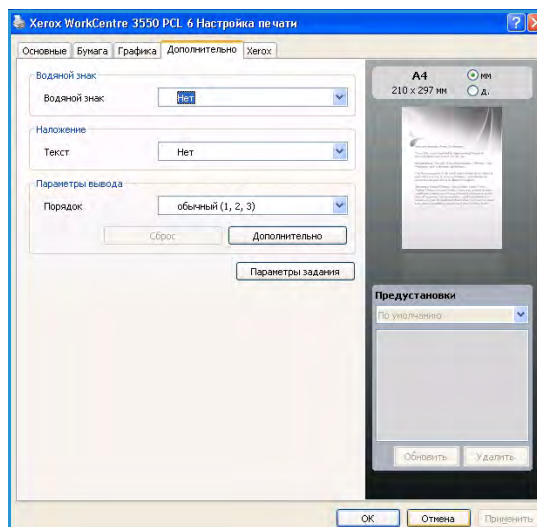 Xerox WorkCentre 3550 PCL 6 Настройка печати
Основные Бумага Графика Дополнительно Xerox
Водяной знак
Водяной знак Нет
Наложение
Текст Нет
Параметры вывода
Порядок обычный (1, 2, 3)
Сброс Дополнительно
Параметры задания
A4
210 x 297 мм
мм
д.
Предустановки
По умолчанию
Обновить Удалить
OK Отмена Применить